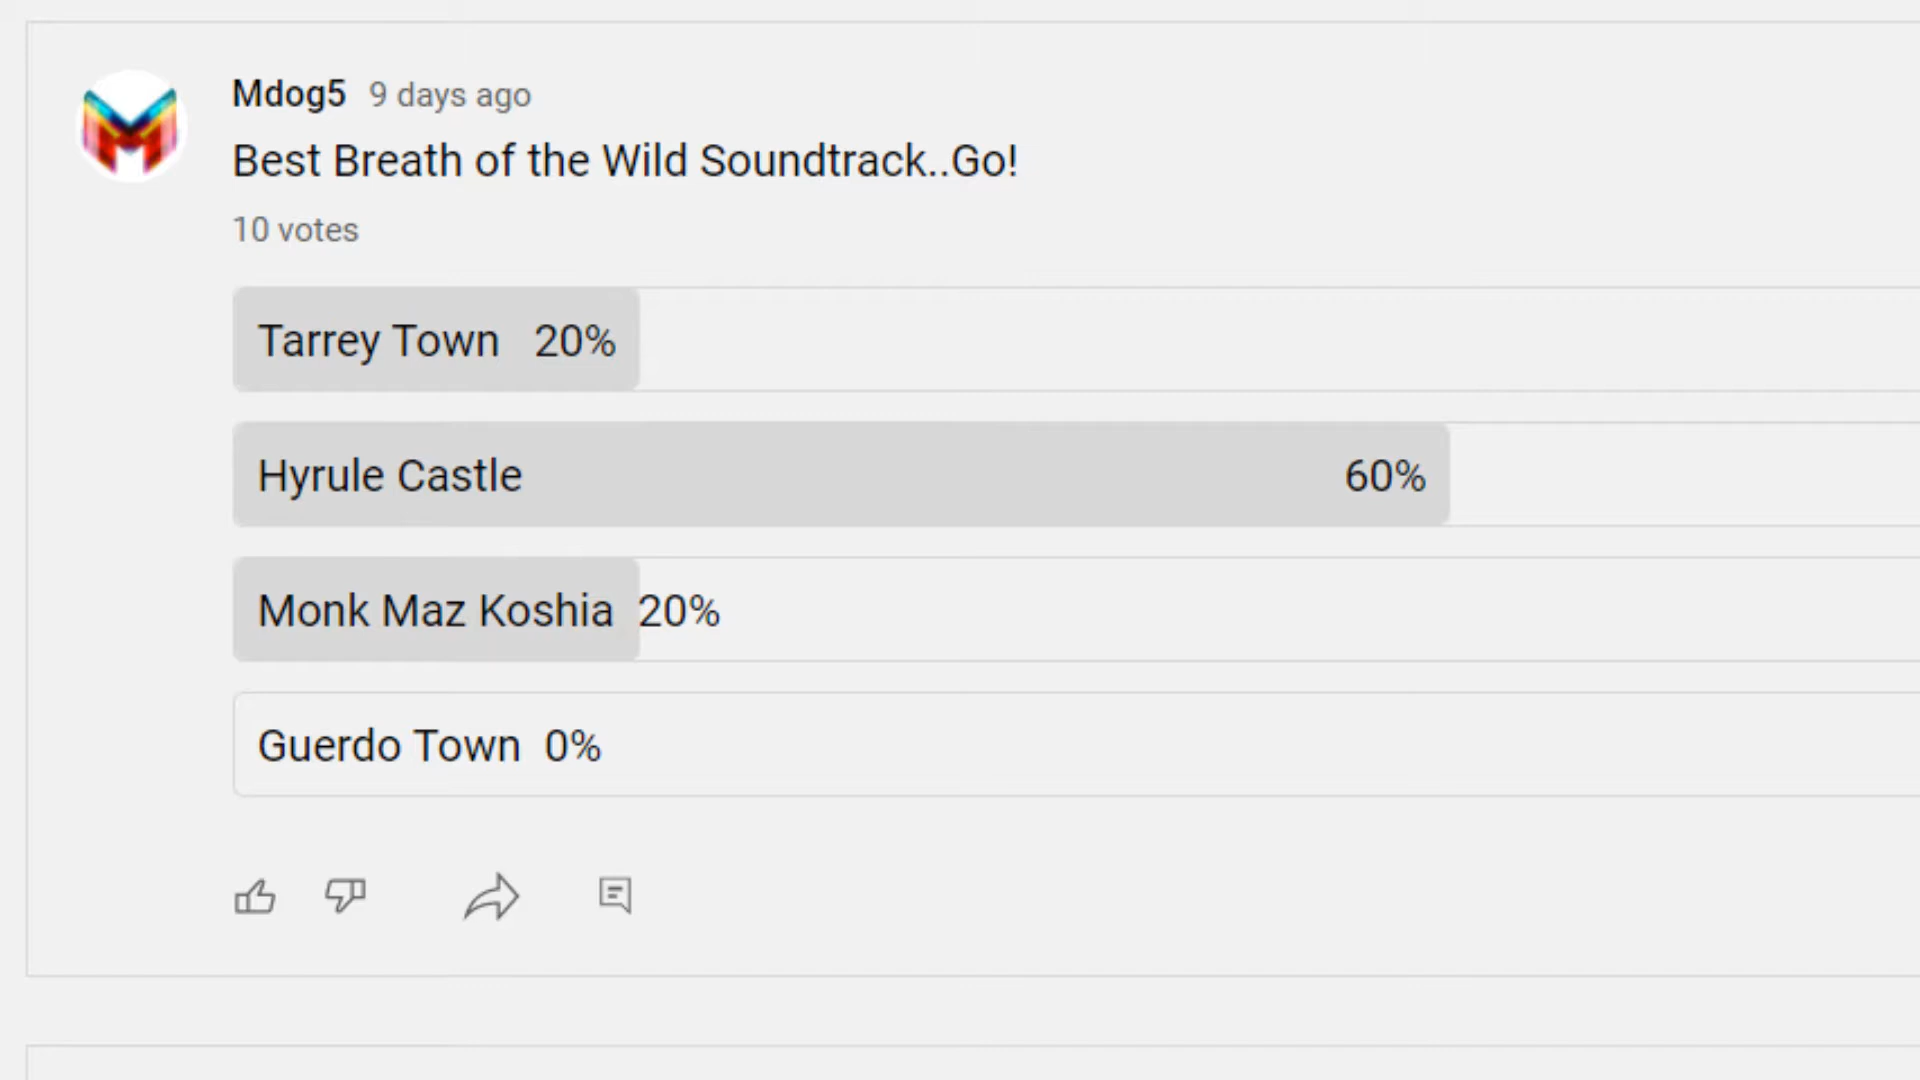 Mdog5 9 days ago
Best Breath of the Wild Soundtrack..Go!
10 votes
Tarrey Town 20%
Hyrule Castle 60%
Monk Maz Koshia 20%
Guerdo Town 0%